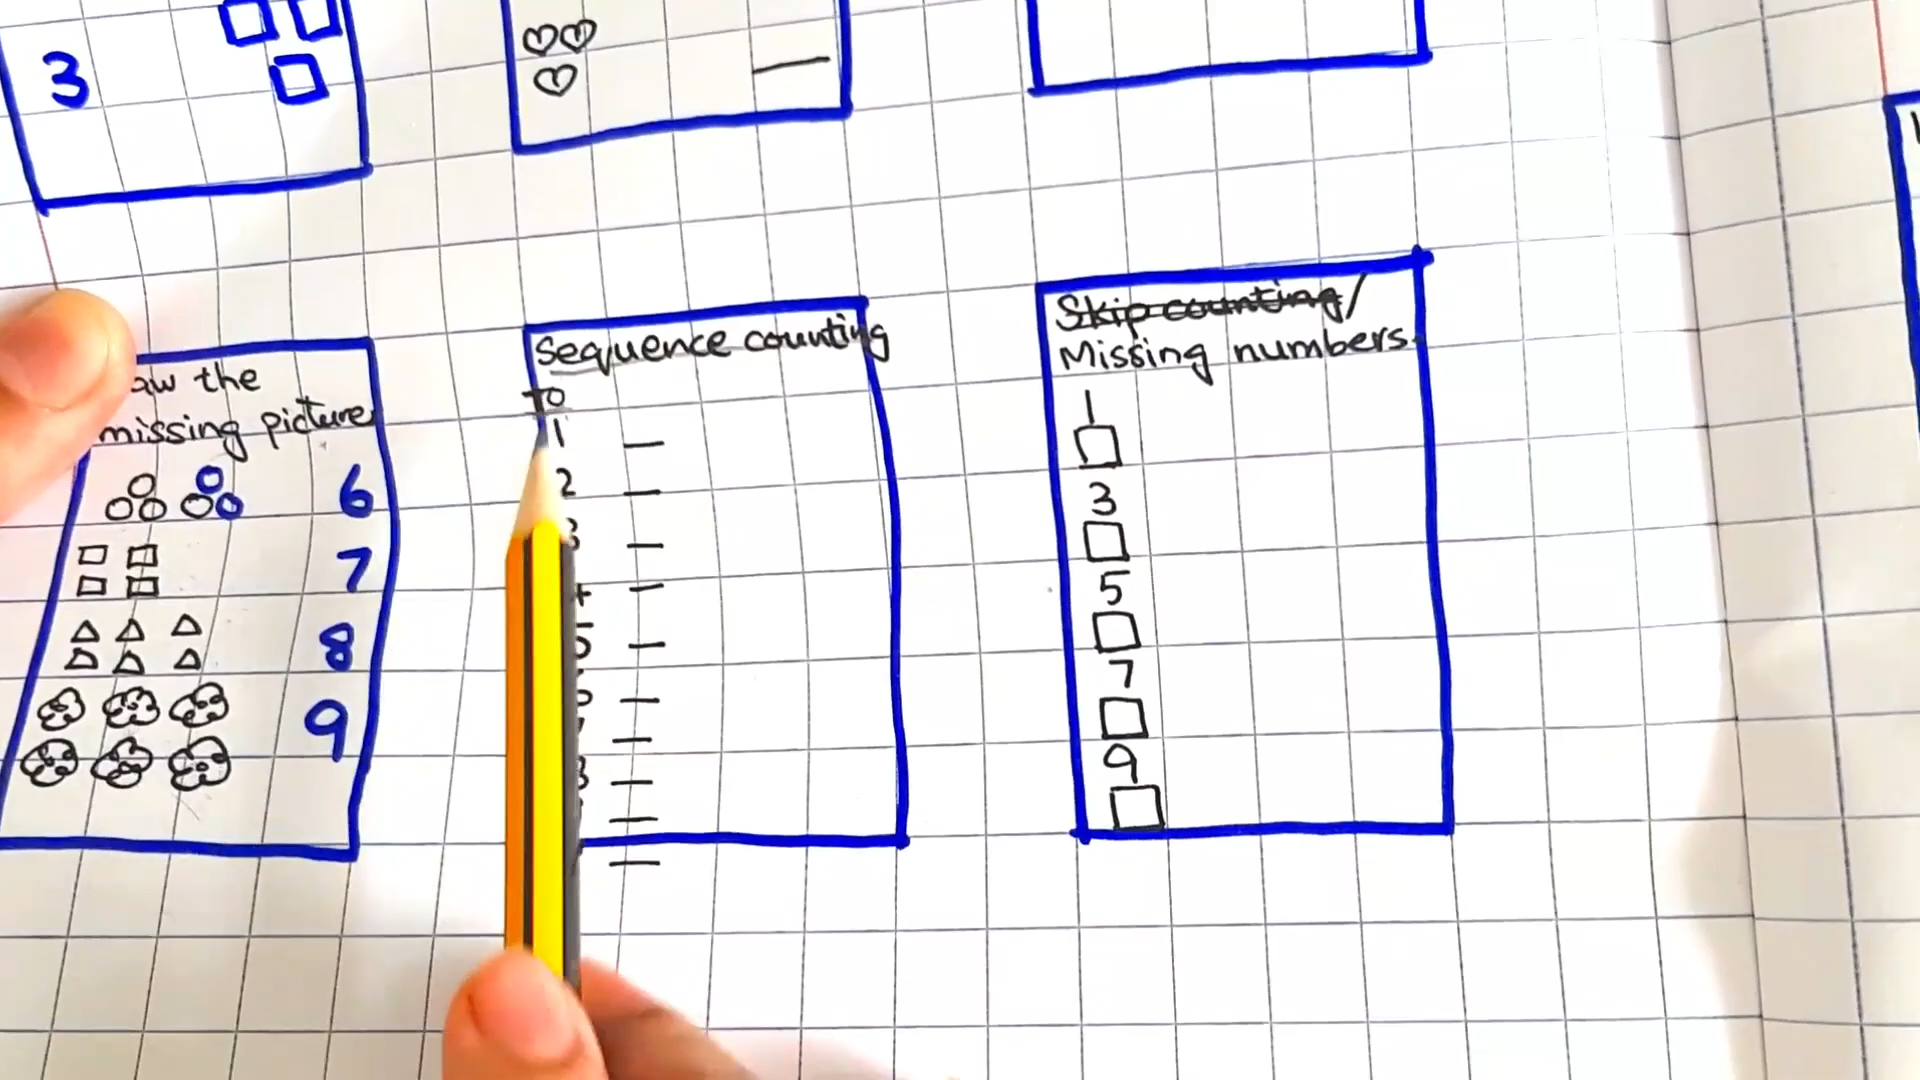 3
aw the
missing picture
6
7
8
9
Sequence counting
1
2
Skip counting/
Missing numbers.
1
3
5
7
9